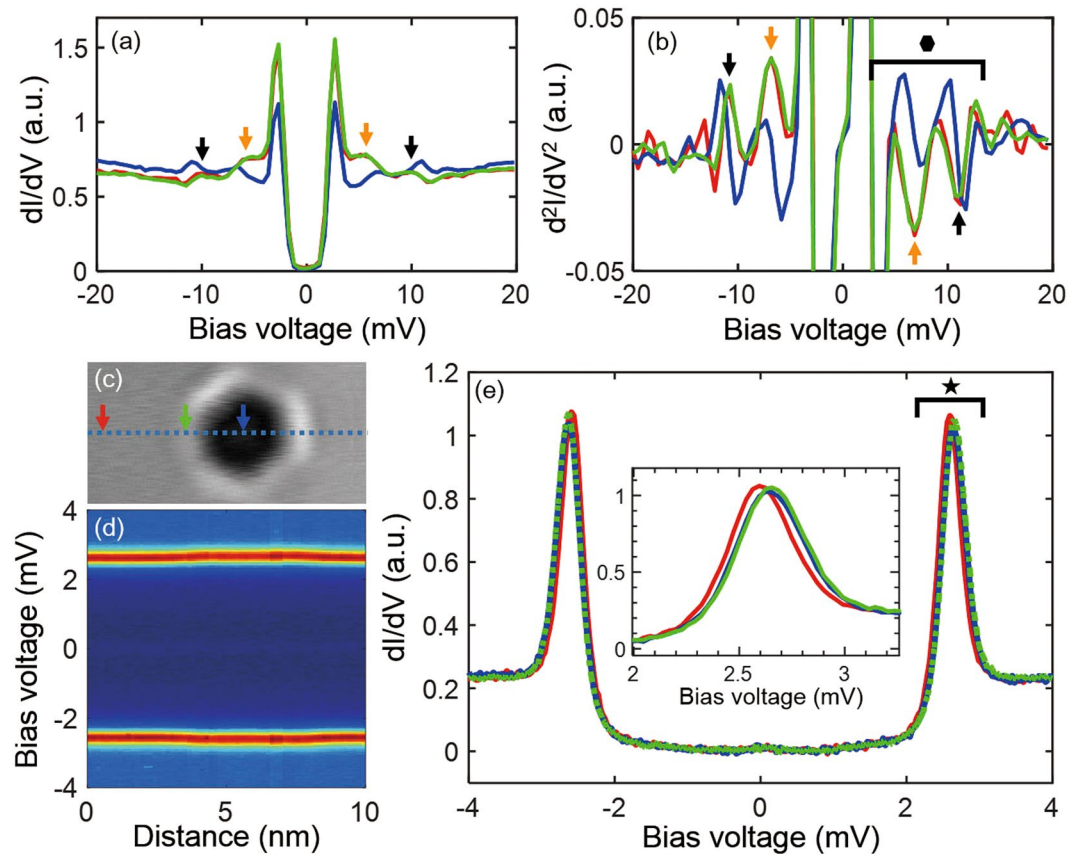 (a)
dI/dV (a.u.)
1.5
1
0.5
0
-20 -10 0 10 20
Bias voltage (mV)
(b)
d²I/dV² (a.u.)
0.05
0
-0.05
-20 -10 0 10 20
Bias voltage (mV)
(c)
(d)
Bias voltage (mV)
4
2
0
-2
-4
0 5 10
Distance (nm)
(e)
dI/dV (a.u.)
1.2
1
0.8
0.6
0.4
0.2
0
-4 -2 0 2 4
Bias voltage (mV)
1
0.5
0
2 2.5 3
Bias voltage (mV)